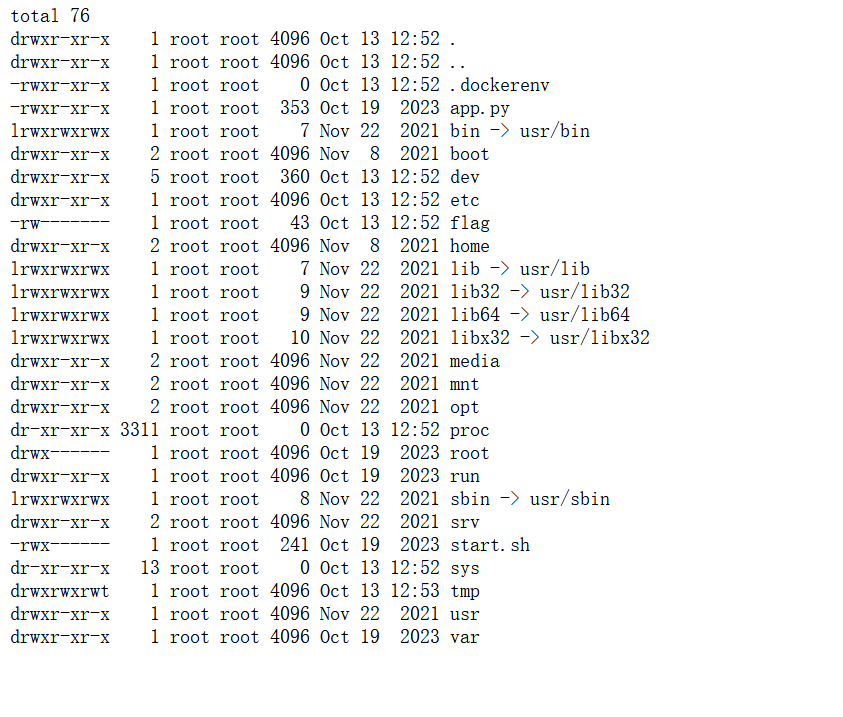 total 76
drwxr-xr-x    1 root root 4096 Oct 13 12:52 .
drwxr-xr-x    1 root root 4096 Oct 13 12:52 ..
-rwxr-xr-x    1 root root    0 Oct 13 12:52 .dockerenv
-rwxr-xr-x    1 root root  353 Oct 19  2023 app.py
lrwxrwxrwx    1 root root    7 Nov 22  2021 bin -> usr/bin
drwxr-xr-x    2 root root 4096 Nov  8  2021 boot
drwxr-xr-x    5 root root  360 Oct 13 12:52 dev
drwxr-xr-x    1 root root 4096 Oct 13 12:52 etc
-rw-------    1 root root   43 Oct 13 12:52 flag
drwxr-xr-x    2 root root 4096 Nov  8  2021 home
lrwxrwxrwx    1 root root    7 Nov 22  2021 lib -> usr/lib
lrwxrwxrwx    1 root root    9 Nov 22  2021 lib32 -> usr/lib32
lrwxrwxrwx    1 root root    9 Nov 22  2021 lib64 -> usr/lib64
lrwxrwxrwx    1 root root   10 Nov 22  2021 libx32 -> usr/libx32
drwxr-xr-x    2 root root 4096 Nov 22  2021 media
drwxr-xr-x    2 root root 4096 Nov 22  2021 mnt
drwxr-xr-x    2 root root 4096 Nov 22  2021 opt
dr-xr-xr-x 3311 root root    0 Oct 13 12:52 proc
drwx------    1 root root 4096 Oct 19  2023 root
drwxr-xr-x    1 root root 4096 Oct 19  2023 run
lrwxrwxrwx    1 root root    8 Nov 22  2021 sbin -> usr/sbin
drwxr-xr-x    2 root root 4096 Nov 22  2021 srv
-rwx------    1 root root  241 Oct 19  2023 start.sh
dr-xr-xr-x   13 root root    0 Oct 13 12:52 sys
drwxrwxrwt    1 root root 4096 Oct 13 12:53 tmp
drwxr-xr-x    1 root root 4096 Nov 22  2021 usr
drwxr-xr-x    1 root root 4096 Oct 19  2023 var